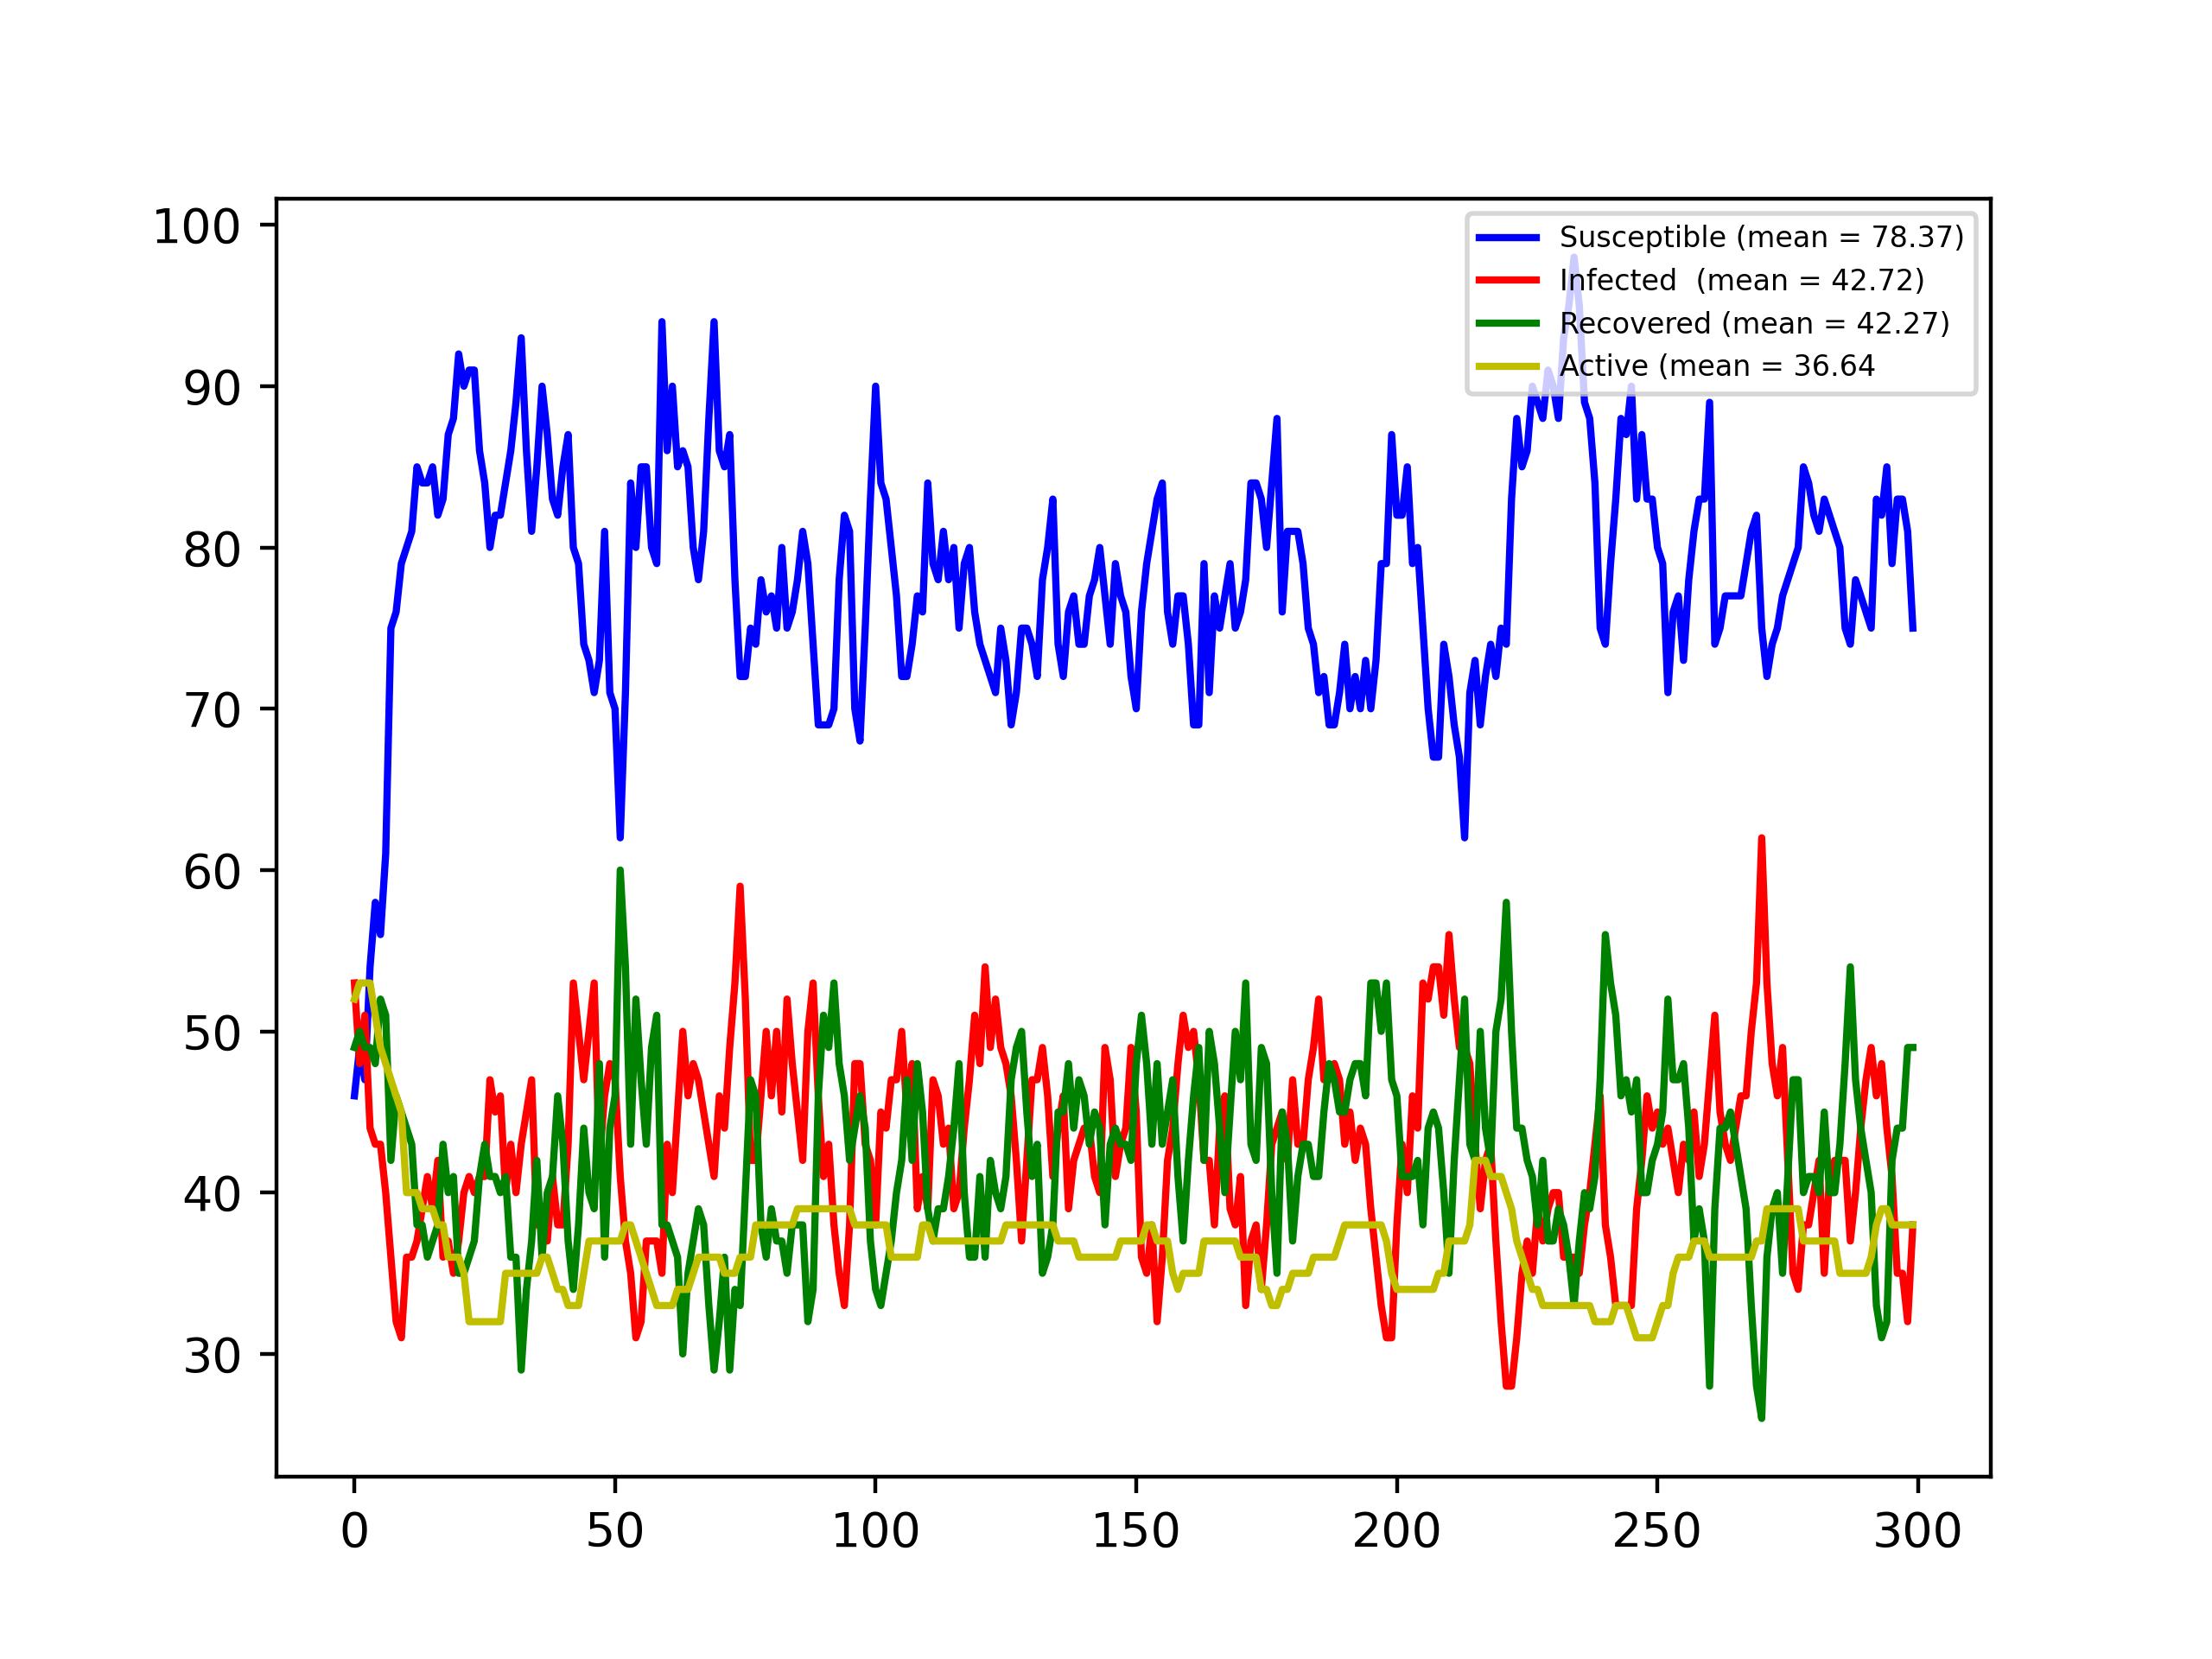 100
90
80
70
60
50
40
30
0 50 100 150 200 250 300
Susceptible (mean = 78.37)
Infected  (mean = 42.72)
Recovered (mean = 42.27)
Active (mean = 36.64